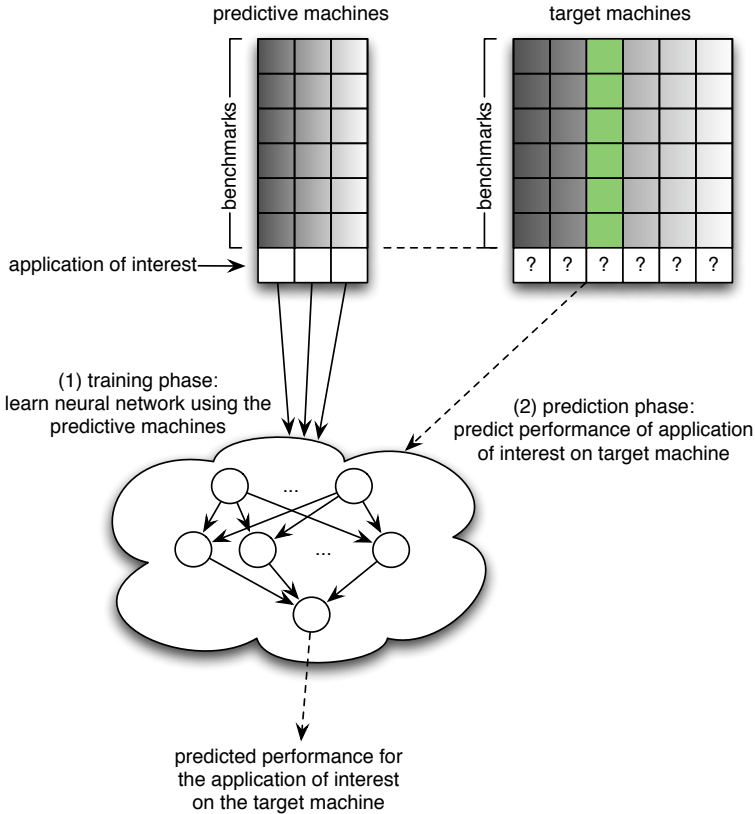 predictive machines
target machines
benchmarks
benchmarks
application of interest
? ? ? ? ? ?
(1) training phase:
learn neural network using the
predictive machines
(2) prediction phase:
predict performance of application
of interest on target machine
...
...
predicted performance for
the application of interest
on the target machine